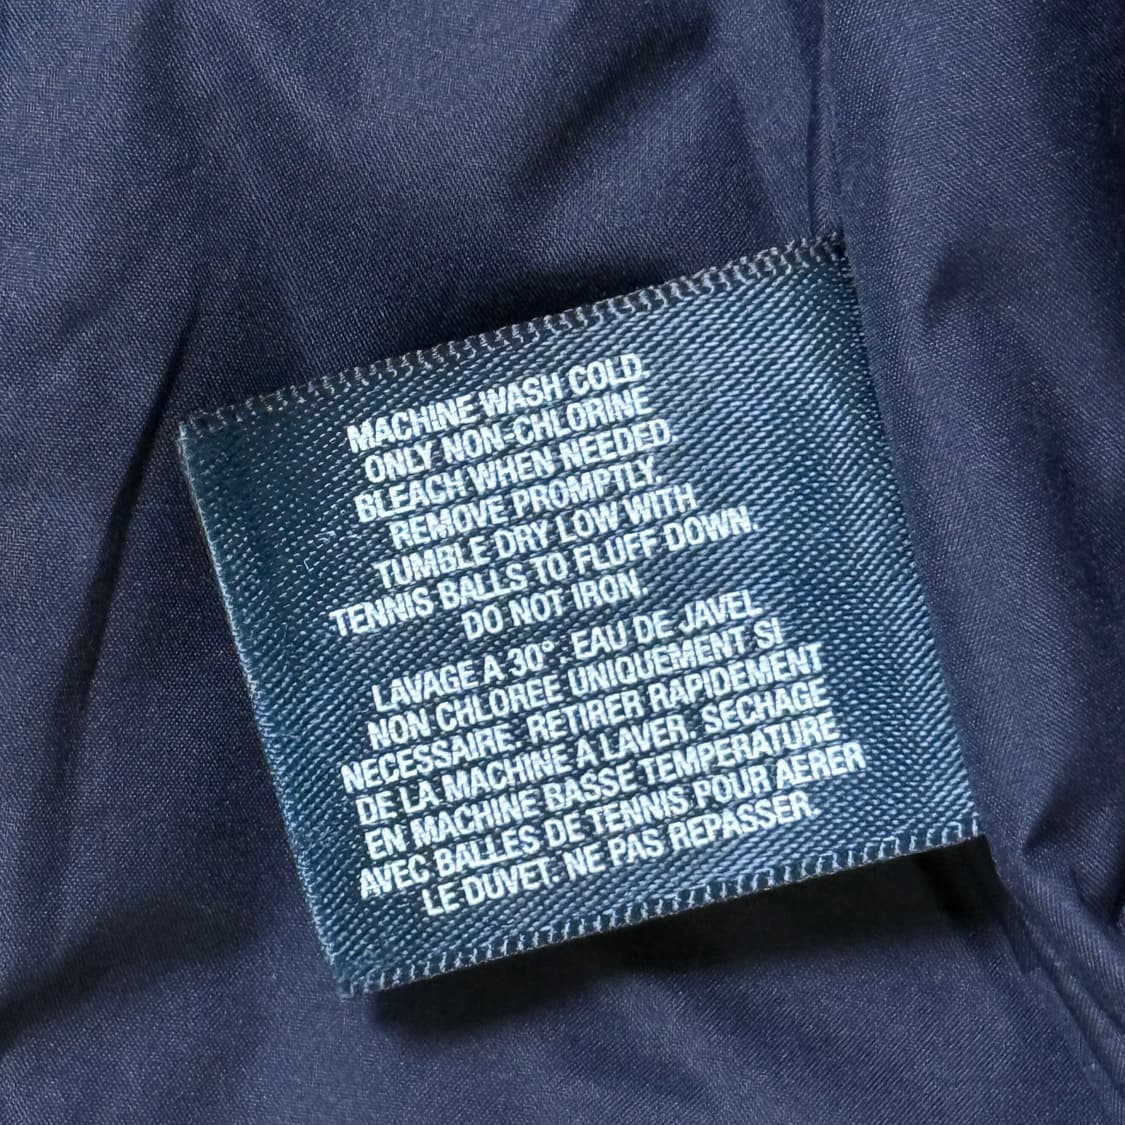 MACHINE WASH COLD.
ONLY NON-CHLORINE
BLEACH WHEN NEEDED.
REMOVE PROMPTLY.
TUMBLE DRY LOW WITH
TENNIS BALLS TO FLUFF DOWN.
DO NOT IRON.
LAVAGE A 30°. EAU DE JAVEL
NON CHLOREE UNIQUEMENT SI
NECESSAIRE. RETIRER RAPIDEMENT
DE LA MACHINE A LAVER. SECHAGE
EN MACHINE BASSE TEMPERATURE
AVEC BALLES DE TENNIS POUR AERER
LE DUVET. NE PAS REPASSER.